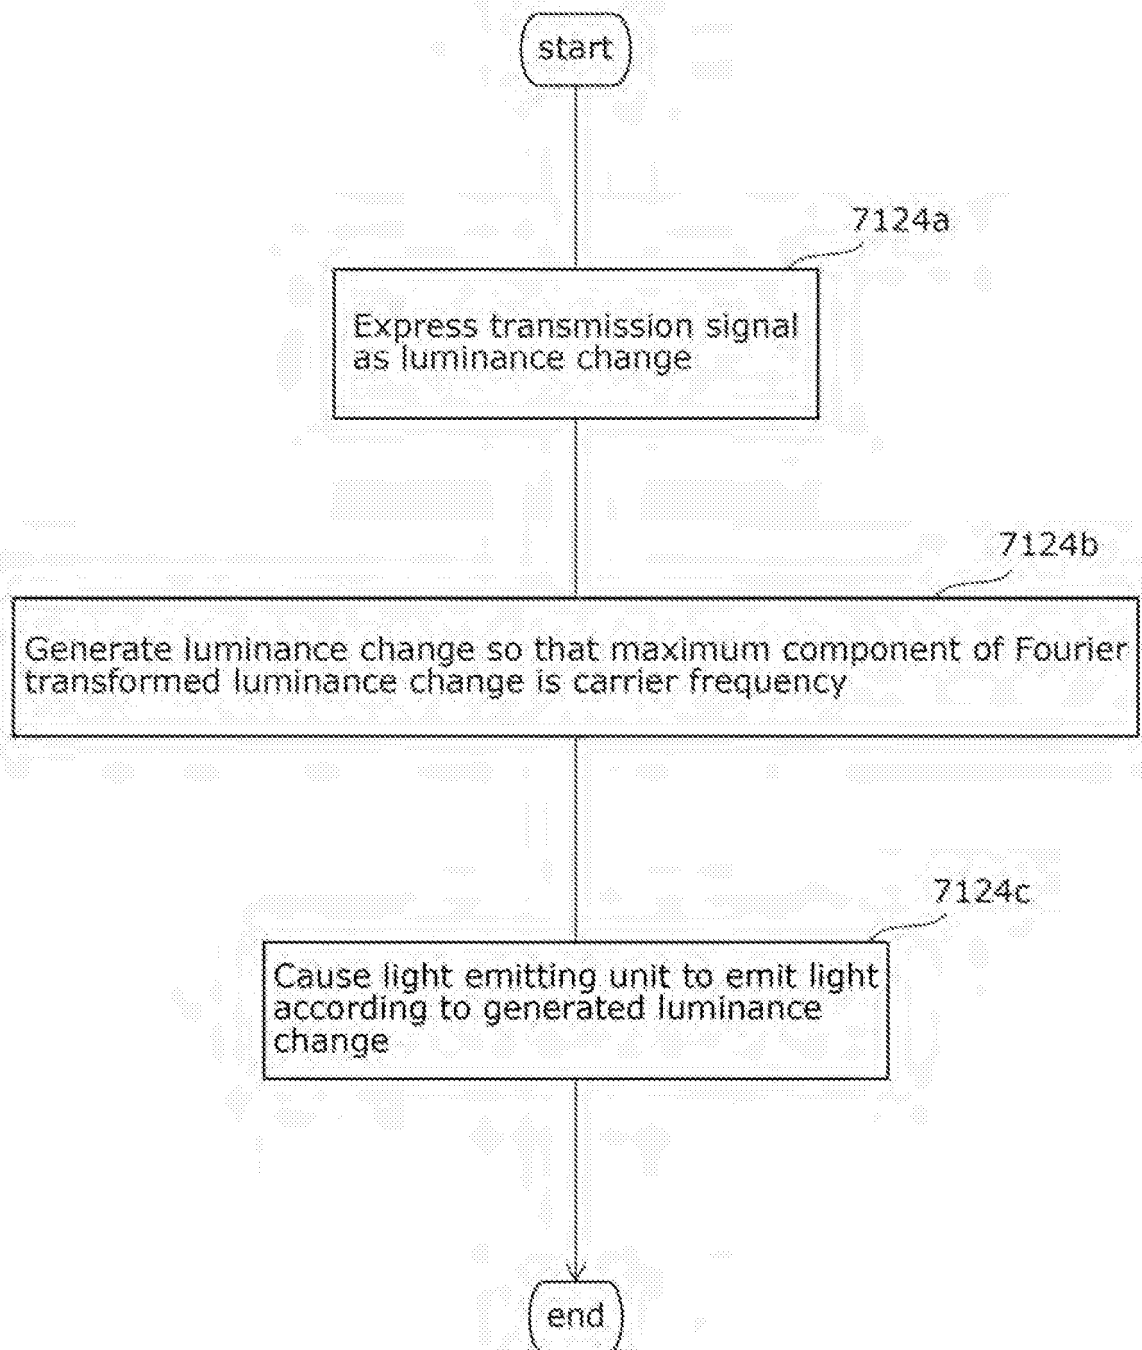 start
7124a
Express transmission signal
as luminance change
7124b
Generate luminance change so that maximum component of Fourier
transformed luminance change is carrier frequency
7124c
Cause light emitting unit to emit light
according to generated luminance
change
end